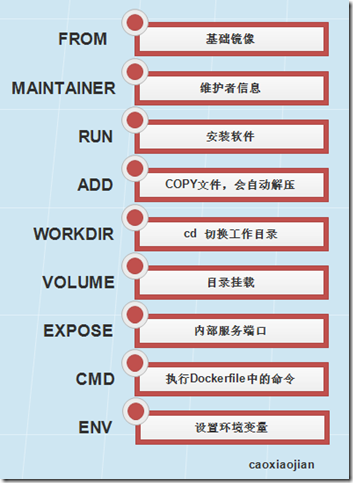 FROM 基础镜像
MAINTAINER 维护者信息
RUN 安装软件
ADD COPY文件，会自动解压
WORKDIR cd 切换工作目录
VOLUME 目录挂载
EXPOSE 内部服务端口
CMD 执行Dockerfile中的命令
ENV 设置环境变量
caoxiaojian